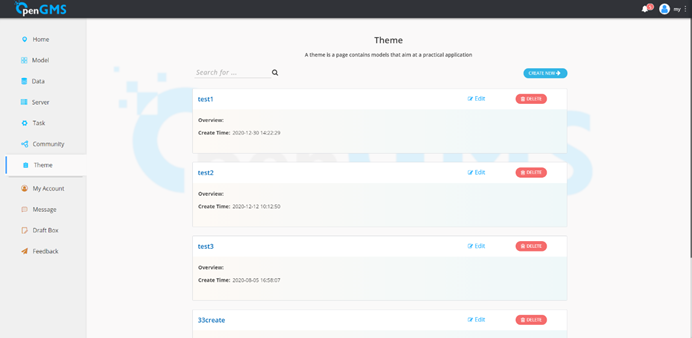 OpenGMS
5
my
Home
Model
Data
Server
Task
Community
Theme
My Account
Message
Draft Box
Feedback
Theme
A theme is a page contains models that aim at a practical application
Search for ...
CREATE NEW
test1
Edit
DELETE
Overview:
Create Time: 2020-12-30 14:22:29
test2
Edit
DELETE
Overview:
Create Time: 2020-12-12 10:12:50
test3
Edit
DELETE
Overview:
Create Time: 2020-08-05 16:58:07
33create
Edit
DELETE